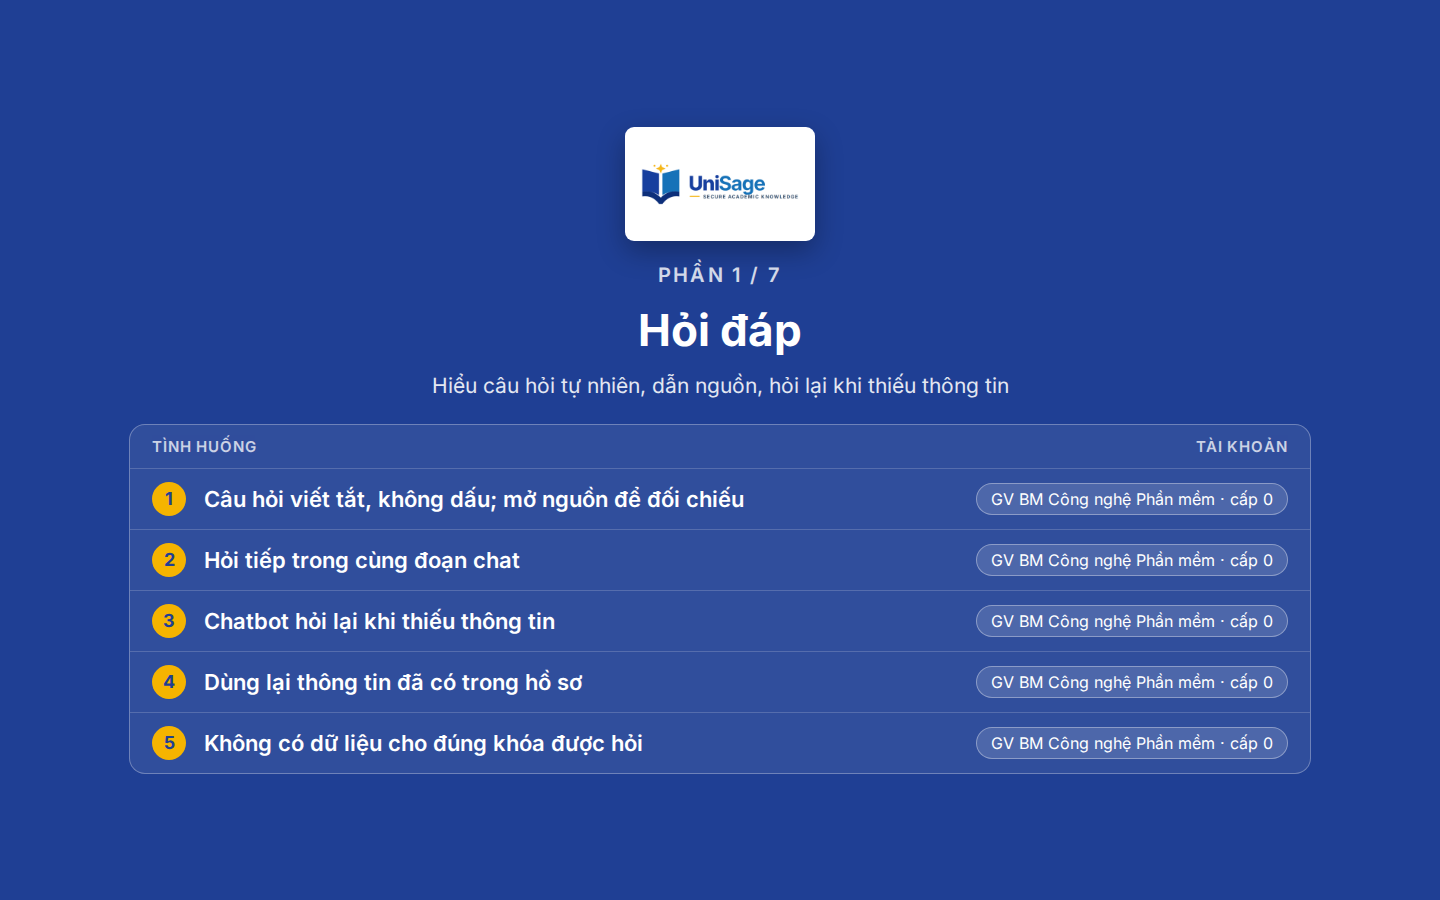 UniSage
SECURE ACADEMIC KNOWLEDGE
PHẦN 1 / 7
Hỏi đáp
Hiểu câu hỏi tự nhiên, dẫn nguồn, hỏi lại khi thiếu thông tin
TÌNH HUỐNG TÀI KHOẢN
1 Câu hỏi viết tắt, không dấu; mở nguồn để đối chiếu GV BM Công nghệ Phần mềm · cấp 0
2 Hỏi tiếp trong cùng đoạn chat GV BM Công nghệ Phần mềm · cấp 0
3 Chatbot hỏi lại khi thiếu thông tin GV BM Công nghệ Phần mềm · cấp 0
4 Dùng lại thông tin đã có trong hồ sơ GV BM Công nghệ Phần mềm · cấp 0
5 Không có dữ liệu cho đúng khóa được hỏi GV BM Công nghệ Phần mềm · cấp 0